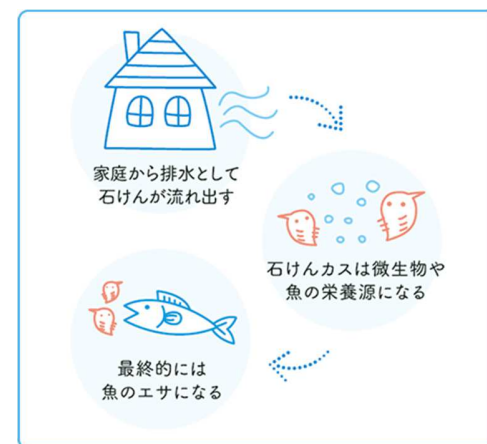 家庭から排水として
石けんが流れ出す
石けんカスは微生物や
魚の栄養源になる
最終的には
魚のエサになる